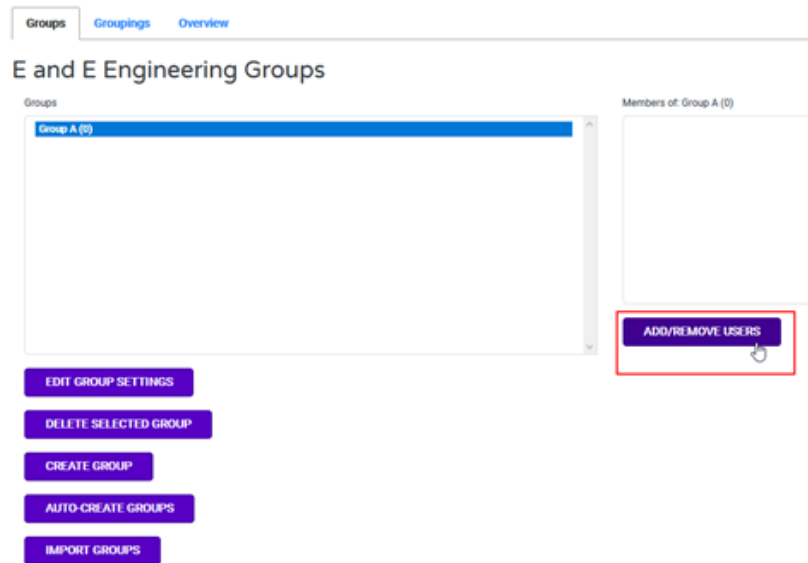 Groups Groupings Overview
E and E Engineering Groups
Groups
Members of: Group A (0)
Group A (0)
ADD/REMOVE USERS
EDIT GROUP SETTINGS
DELETE SELECTED GROUP
CREATE GROUP
AUTO-CREATE GROUPS
IMPORT GROUPS